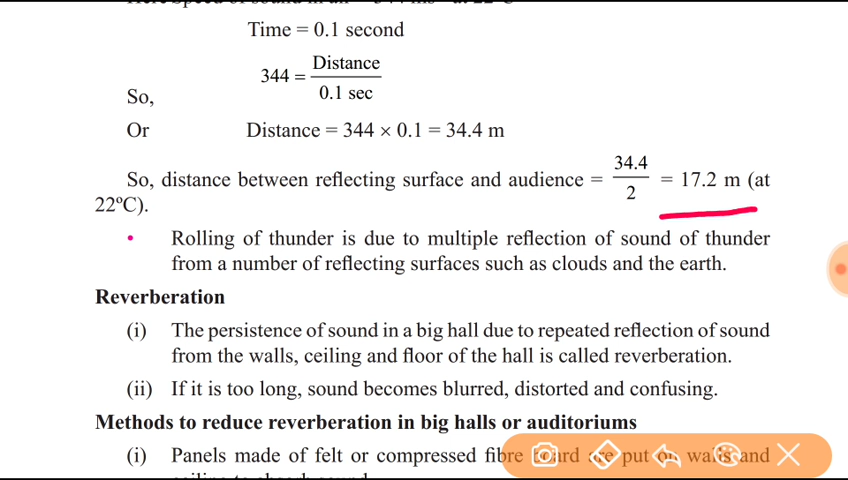 Time = 0.1 second
344 = Distance / 0.1 sec
So,
Or Distance = 344 × 0.1 = 34.4 m
So, distance between reflecting surface and audience = 34.4 / 2 = 17.2 m (at
22ºC).
• Rolling of thunder is due to multiple reflection of sound of thunder
from a number of reflecting surfaces such as clouds and the earth.
Reverberation
(i) The persistence of sound in a big hall due to repeated reflection of sound
from the walls, ceiling and floor of the hall is called reverberation.
(ii) If it is too long, sound becomes blurred, distorted and confusing.
Methods to reduce reverberation in big halls or auditoriums
(i) Panels made of felt or compressed fibre board are put on walls and